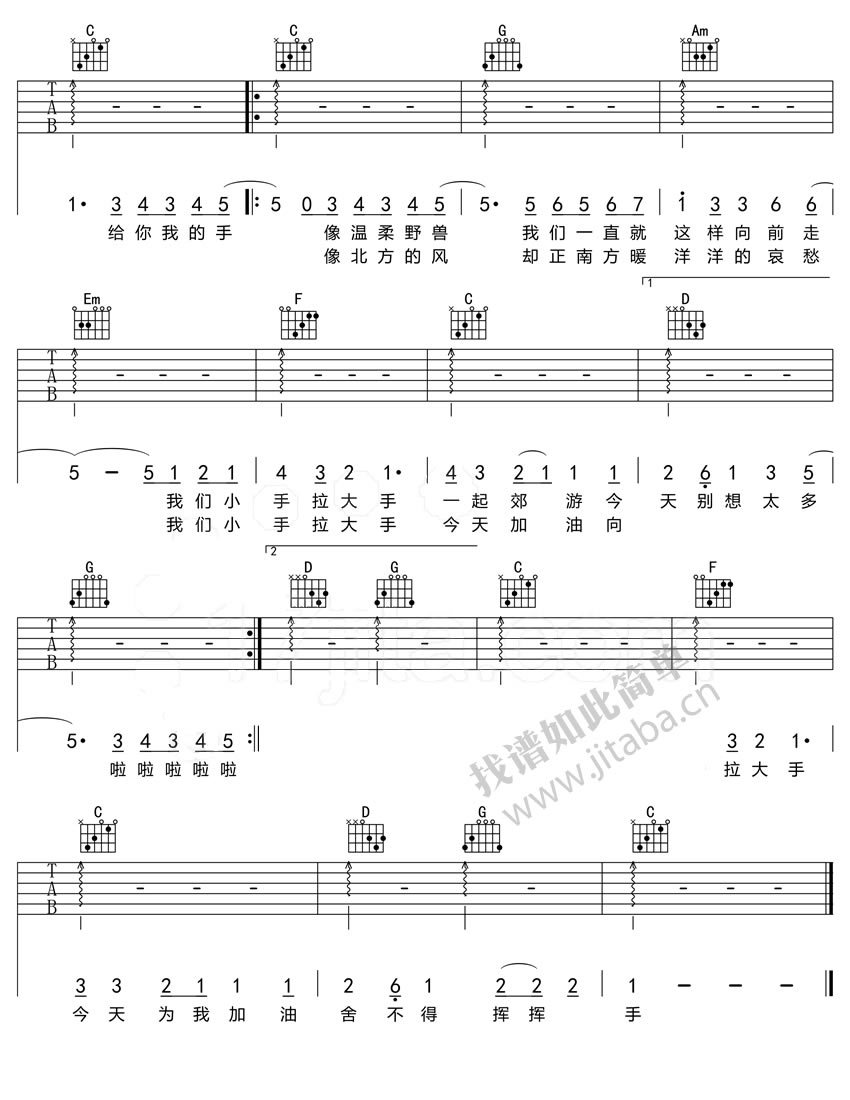 C C G Am
T
A
B
1· 3 4 3 4 5 5 0 3 4 3 4 5 5· 5 6 5 6 7 1 3 3 6 6
给你我的手 像温柔野兽 我们一直就 这样向前走
像北方的风 却正南方暖 洋洋的哀愁
1
Em F C D
T
A
B
5 - 5 1 2 1 4 3 2 1· 4 3 2 1 1 1 2 6 1 3 5
我们小 手拉大手 一起郊 游今 天别想太多
我们小 手拉大手 今天加 油向
2
G D G C F
T
A
B
17jita.com
5· 3 4 3 4 5 3 2 1·
啦啦啦啦啦 拉大手
找谱如此简单
www.jitaba.cn
C D G C
T
A
B
3 3 2 1 1 1 2 6 1 2 2 2 1 - - -
今天 为我加油 舍不得 挥挥 手